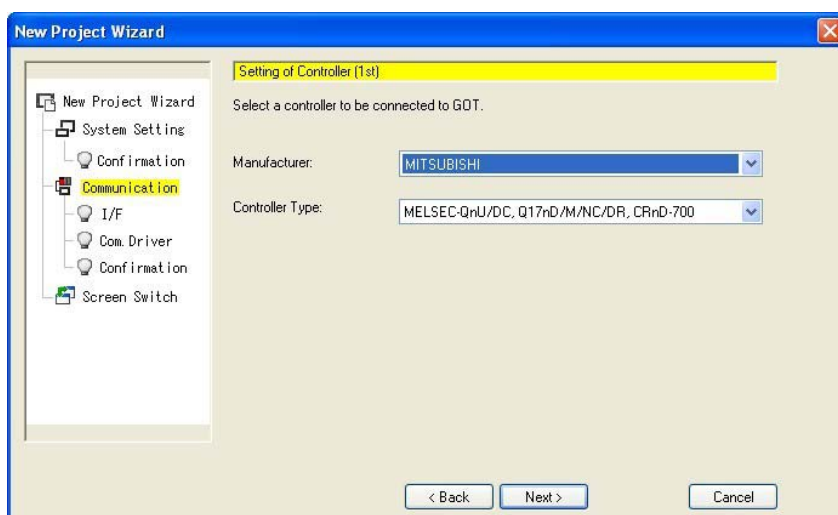 New Project Wizard
New Project Wizard
System Setting
Confirmation
Communication
I/F
Com.Driver
Confirmation
Screen Switch
Setting of Controller (1st)
Select a controller to be connected to GOT.
Manufacturer:
MITSUBISHI
Controller Type:
MELSEC-QnU/DC, Q17nD/M/NC/DR, CRnD-700
< Back
Next >
Cancel